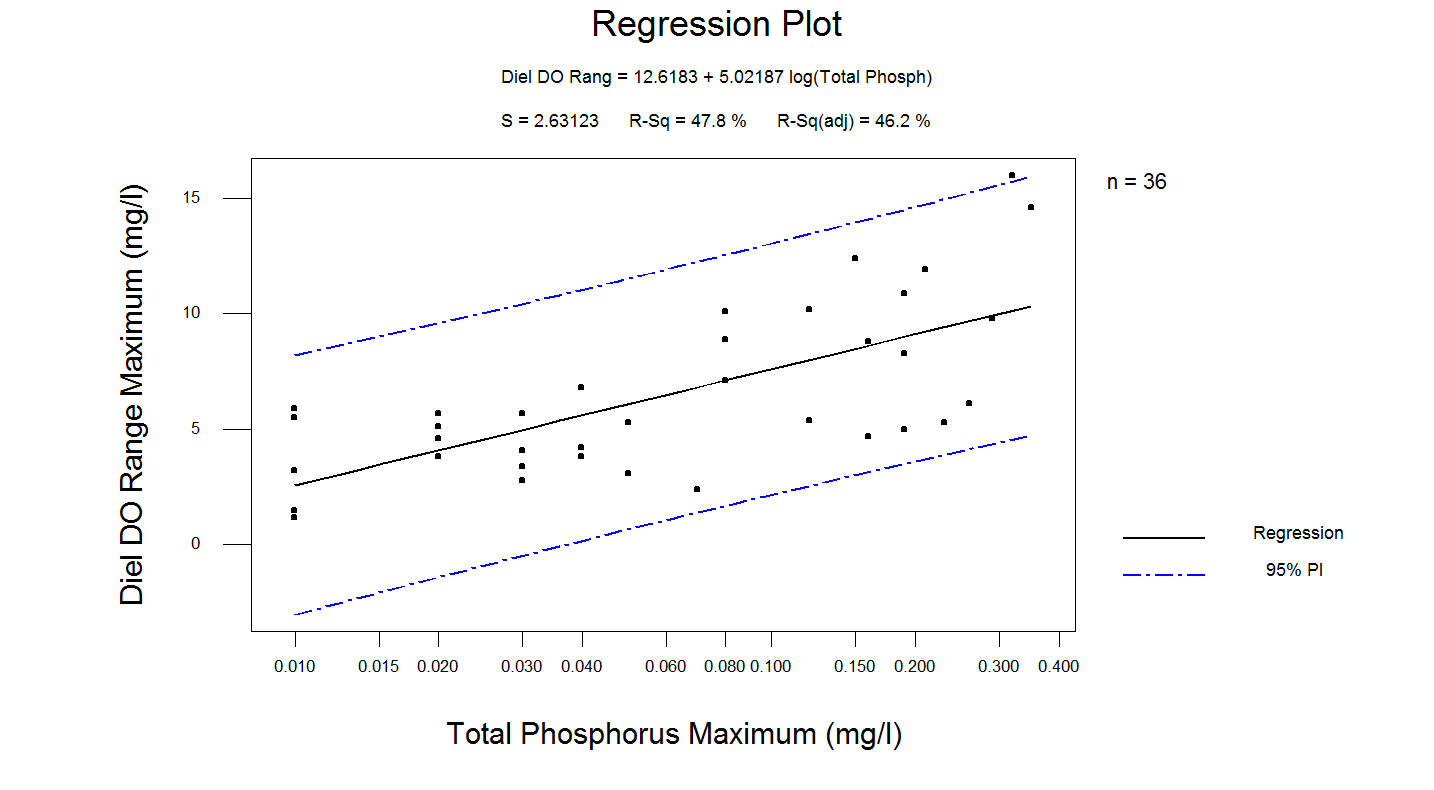 Regression Plot
Diel DO Rang = 12.6183 + 5.02187 log(Total Phosph)
S = 2.63123 R-Sq = 47.8 % R-Sq(adj) = 46.2 %
n = 36
Diel DO Range Maximum (mg/l)
15
10
5
0
0.010 0.015 0.020 0.030 0.040 0.060 0.080 0.100 0.150 0.200 0.300 0.400
Total Phosphorus Maximum (mg/l)
Regression
95% PI